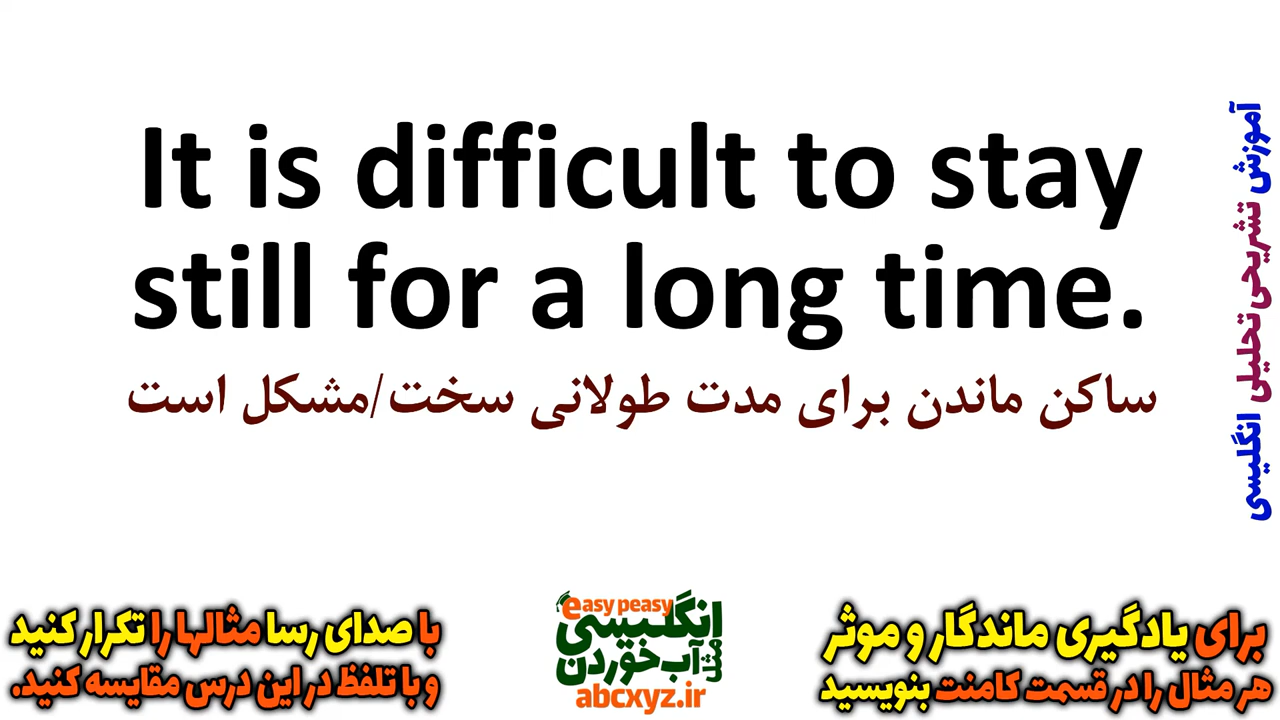 It is difficult to stay
still for a long time.
ساکن ماندن برای مدت طولانی سخت/مشکل است
آموزش تشریحی تحلیلی انگلیسی
برای یادگیری ماندگار و موثر
هر مثال را در قسمت کامنت بنویسید
easy peasy
انگلیسی
مثل آب خوردن
abcxyz.ir
با صدای رسا مثالها را تکرار کنید
و با تلفظ در این درس مقایسه کنید.